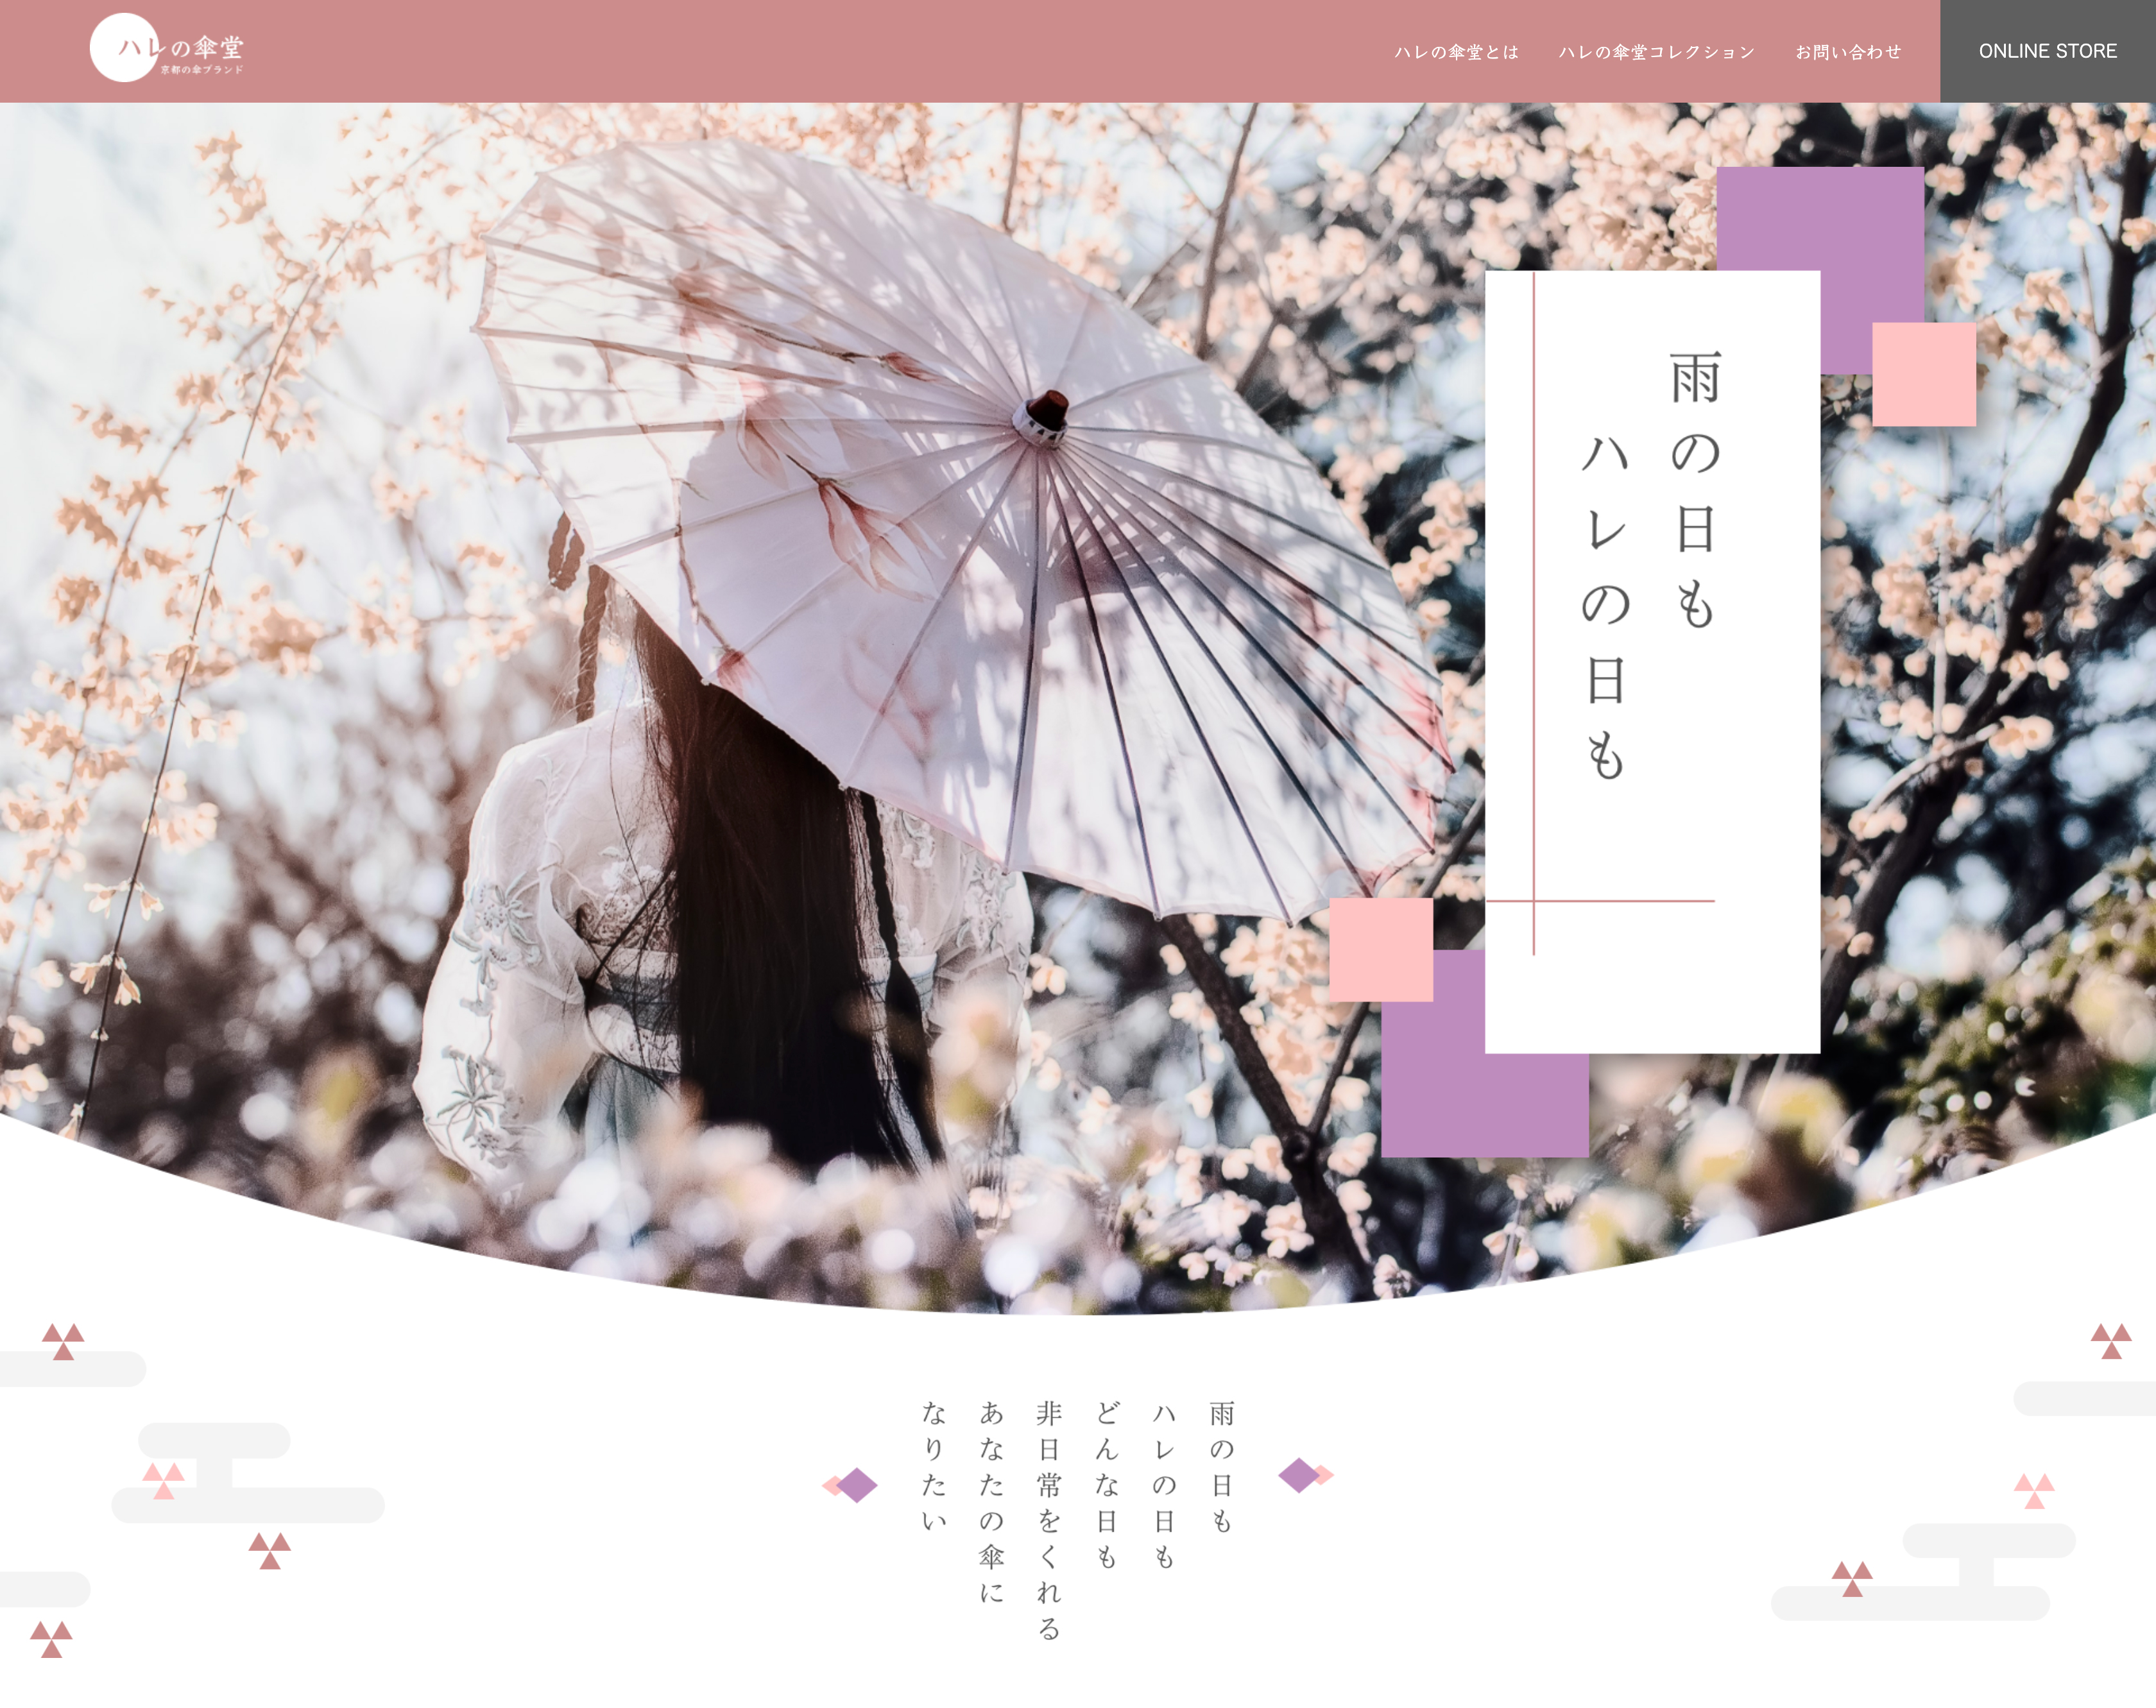 ハレの傘堂
京都の傘ブランド
ハレの傘堂とは
ハレの傘堂コレクション
お問い合わせ
ONLINE STORE
雨の日も
ハレの日も
雨の日も
ハレの日も
どんな日も
非日常をくれる
あなたの傘に
なりたい